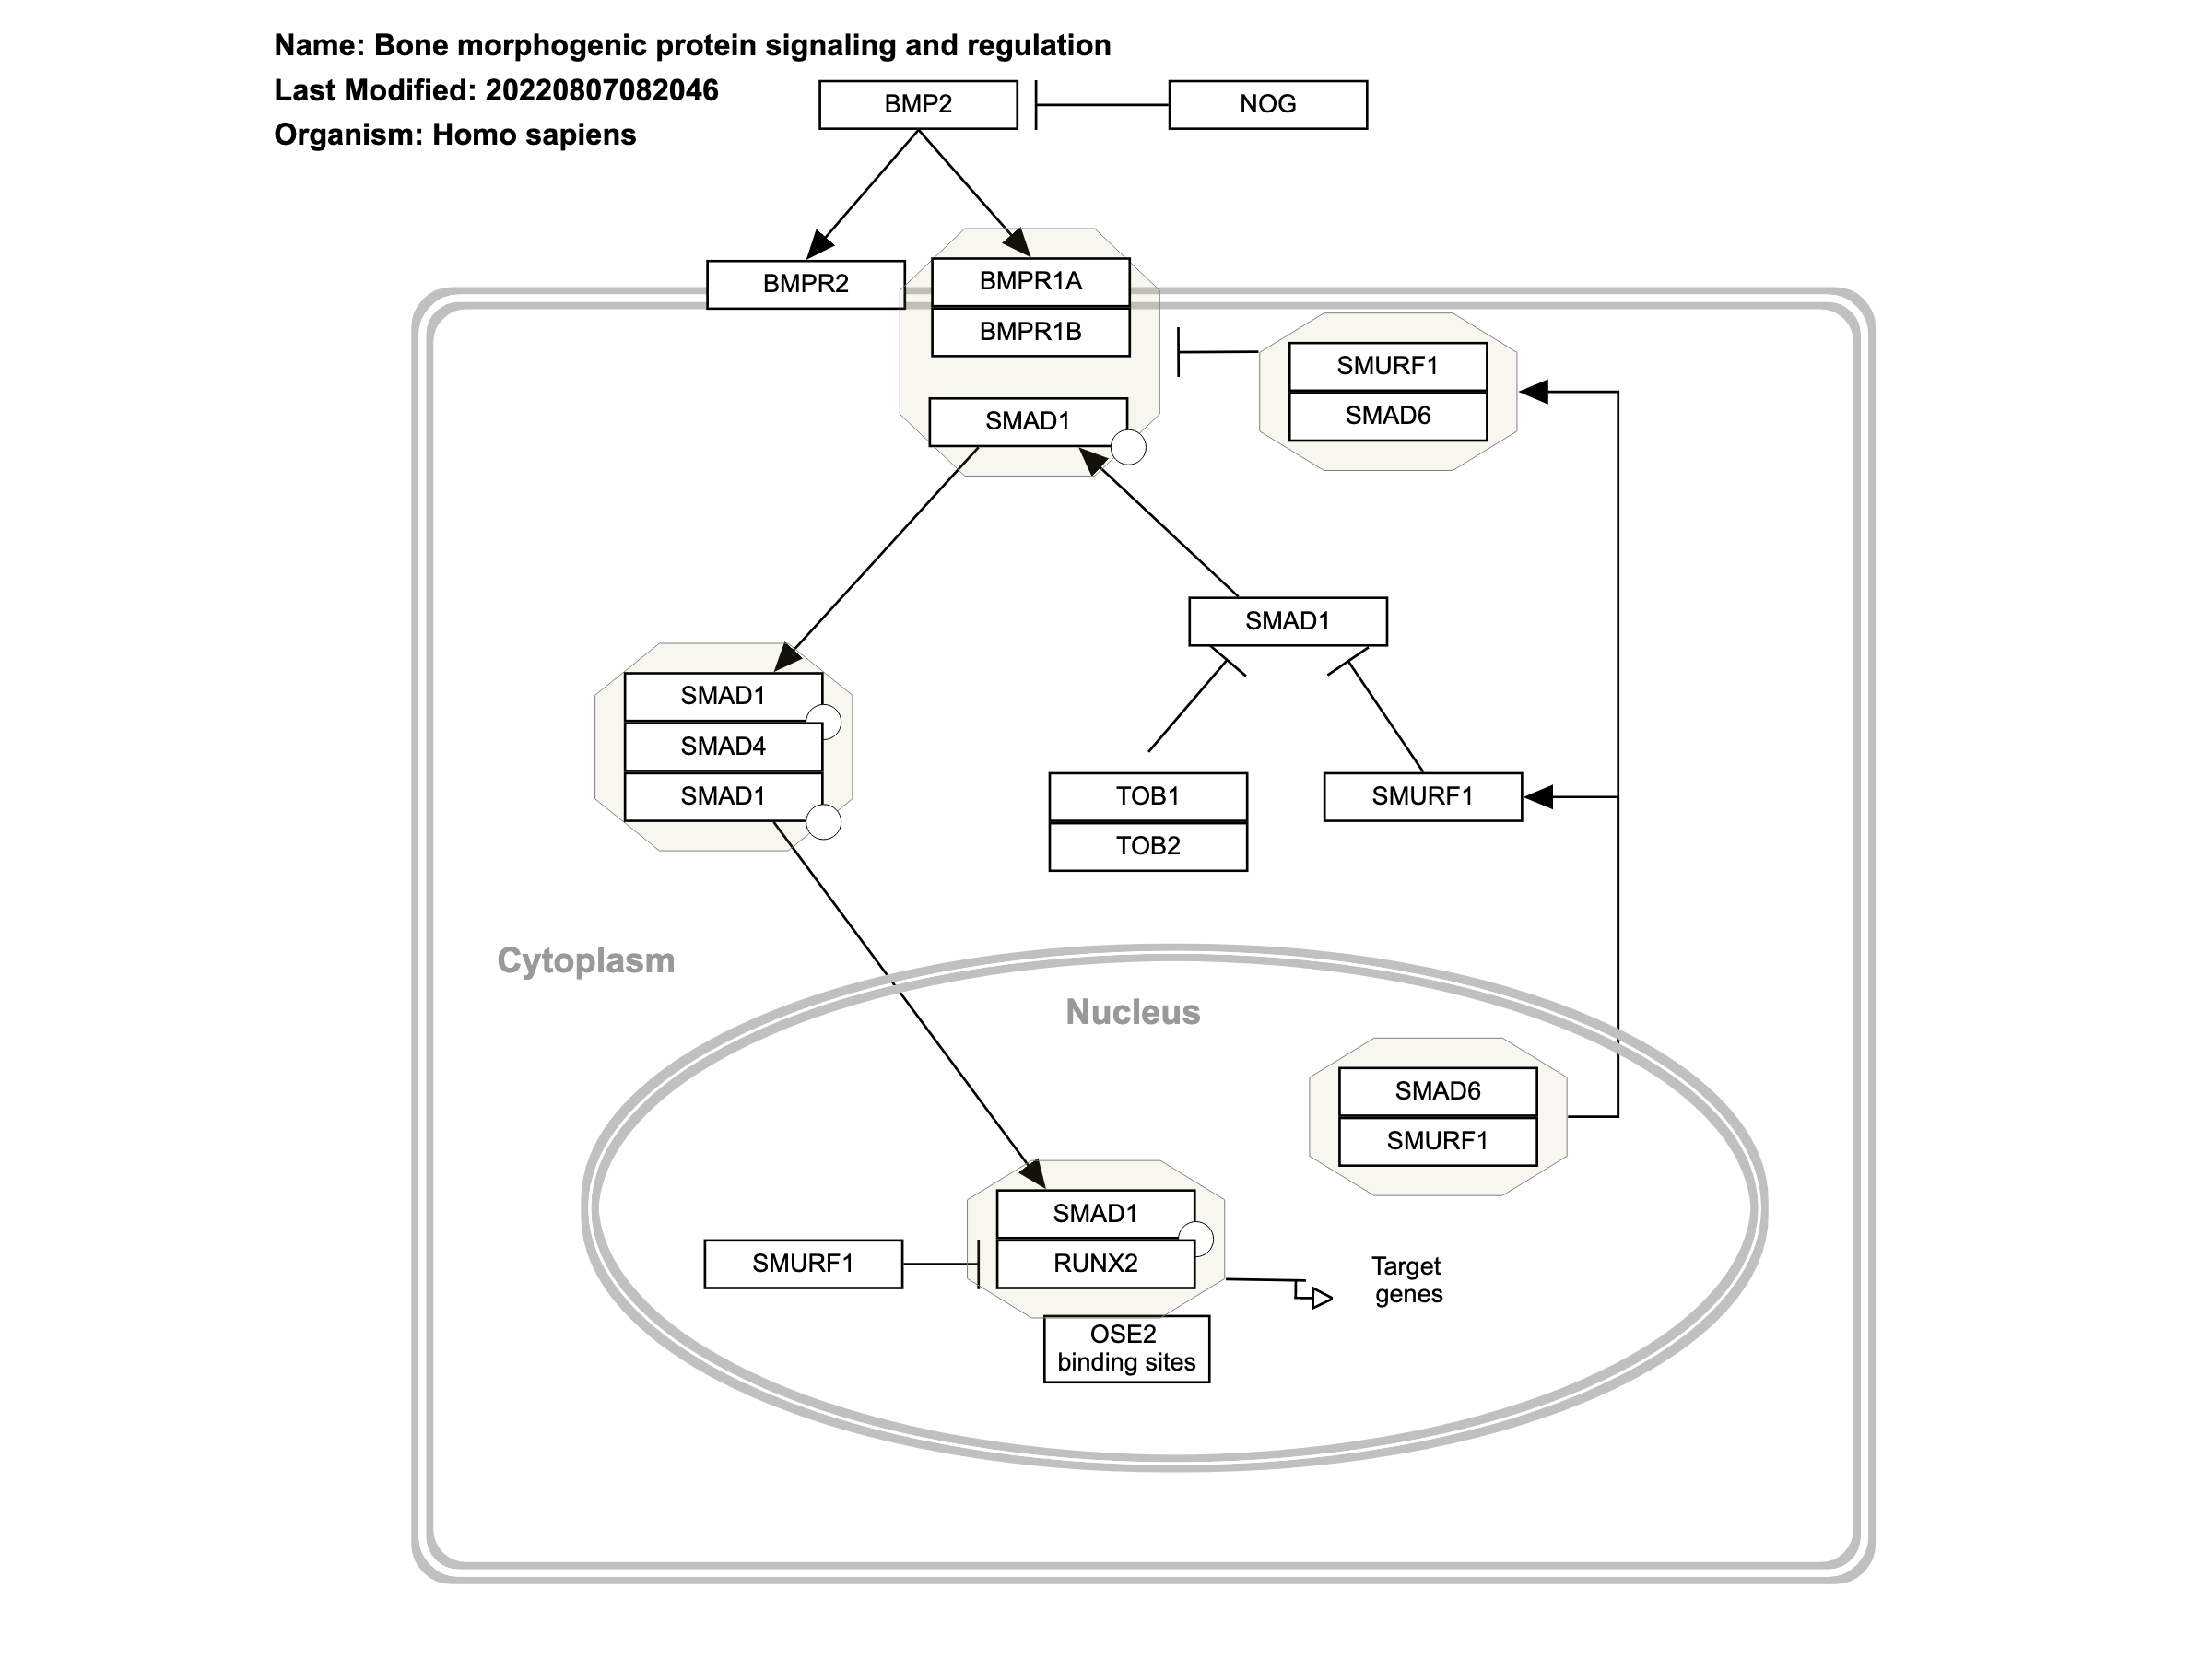 Name: Bone morphogenic protein signaling and regulation
Last Modified: 20220807082046
Organism: Homo sapiens
BMP2
NOG
BMPR2
BMPR1A
BMPR1B
SMAD1
SMURF1
SMAD6
SMAD1
SMAD1
SMAD4
SMAD1
TOB1
TOB2
SMURF1
Cytoplasm
Nucleus
SMAD6
SMURF1
SMAD1
RUNX2
SMURF1
Target
genes
OSE2
binding sites